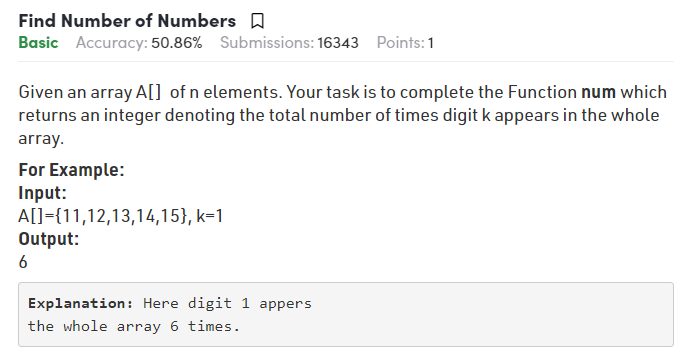 Find Number of Numbers
Basic Accuracy: 50.86% Submissions: 16343 Points: 1
Given an array A[] of n elements. Your task is to complete the Function num which
returns an integer denoting the total number of times digit k appears in the whole
array.
For Example:
Input:
A[]={11,12,13,14,15}, k=1
Output:
6
Explanation: Here digit 1 appers
the whole array 6 times.